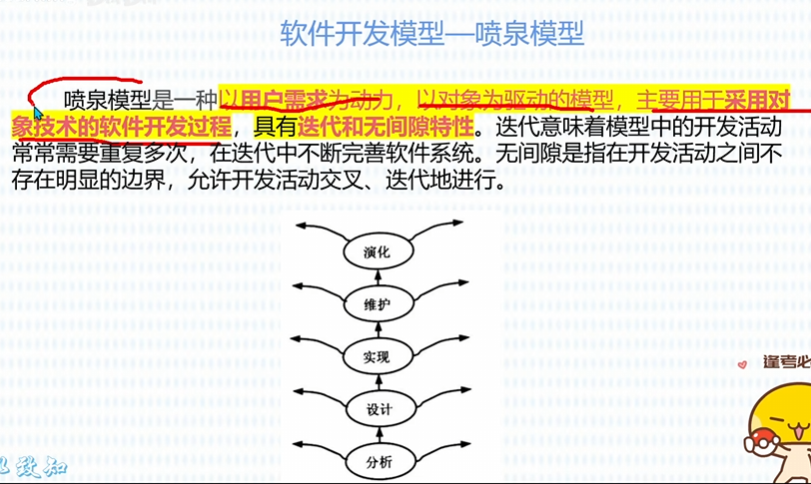 软件开发模型—喷泉模型
喷泉模型是一种以用户需求为动力，以对象为驱动的模型，主要用于采用对
象技术的软件开发过程，具有迭代和无间隙特性。迭代意味着模型中的开发活动
常常需要重复多次，在迭代中不断完善软件系统。无间隙是指在开发活动之间不
存在明显的边界，允许开发活动交叉、迭代地进行。
演化
维护
实现
设计
分析
逢考必
致知